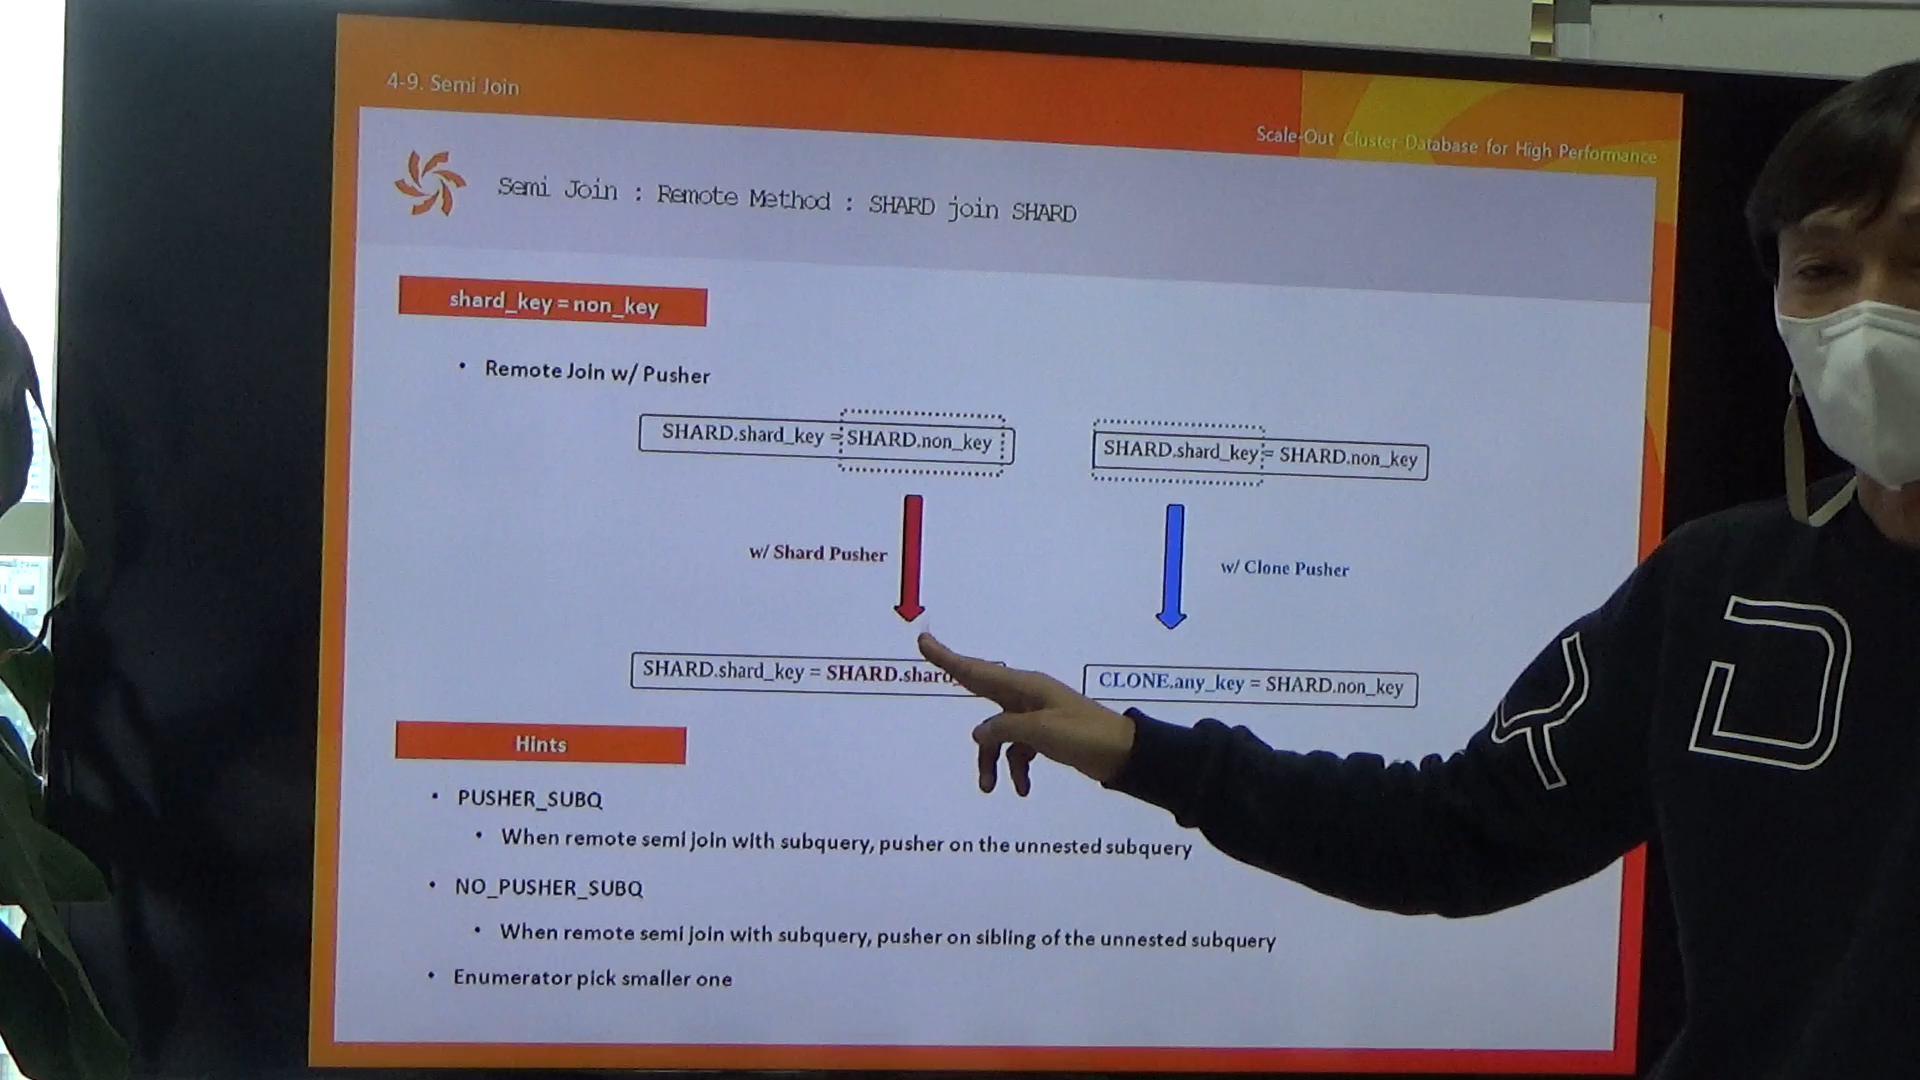 4-9. Semi Join
Scale-Out Cluster Database for High Performance
Semi Join : Remote Method : SHARD join SHARD
shard_key = non_key
• Remote Join w/ Pusher
SHARD.shard_key = SHARD.non_key
SHARD.shard_key = SHARD.non_key
w/ Shard Pusher
w/ Clone Pusher
SHARD.shard_key = SHARD.shard_
CLONE.any_key = SHARD.non_key
Hints
• PUSHER_SUBQ
• When remote semi join with subquery, pusher on the unnested subquery
• NO_PUSHER_SUBQ
• When remote semi join with subquery, pusher on sibling of the unnested subquery
• Enumerator pick smaller one